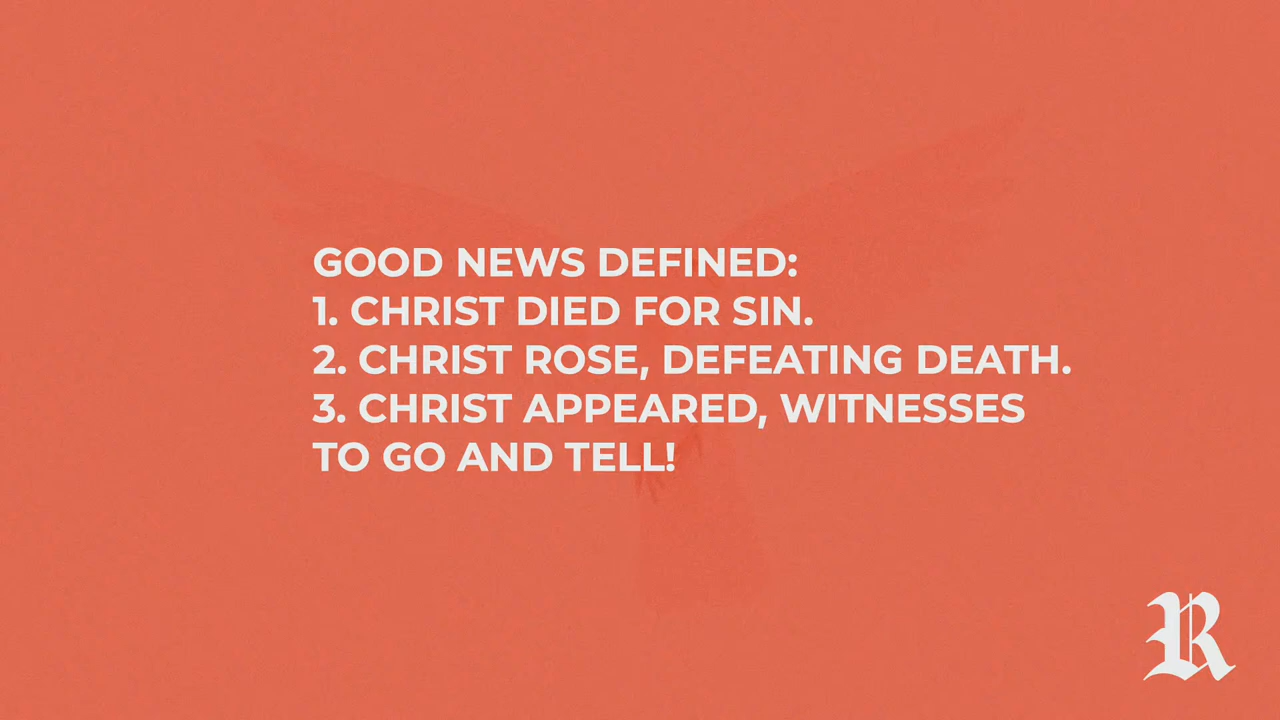 GOOD NEWS DEFINED:
1. CHRIST DIED FOR SIN.
2. CHRIST ROSE, DEFEATING DEATH.
3. CHRIST APPEARED, WITNESSES
TO GO AND TELL!
R